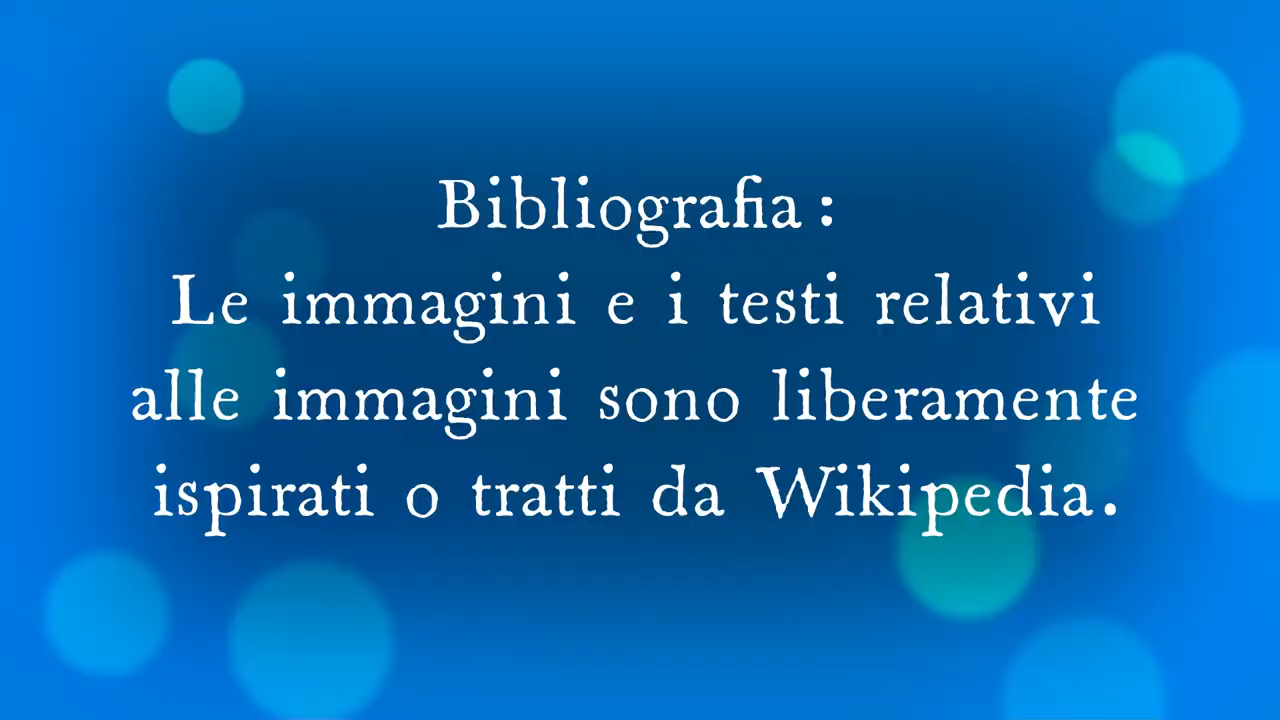 Bibliografia :
Le immagini e i testi relativi
alle immagini sono liberamente
ispirati o tratti da Wikipedia.